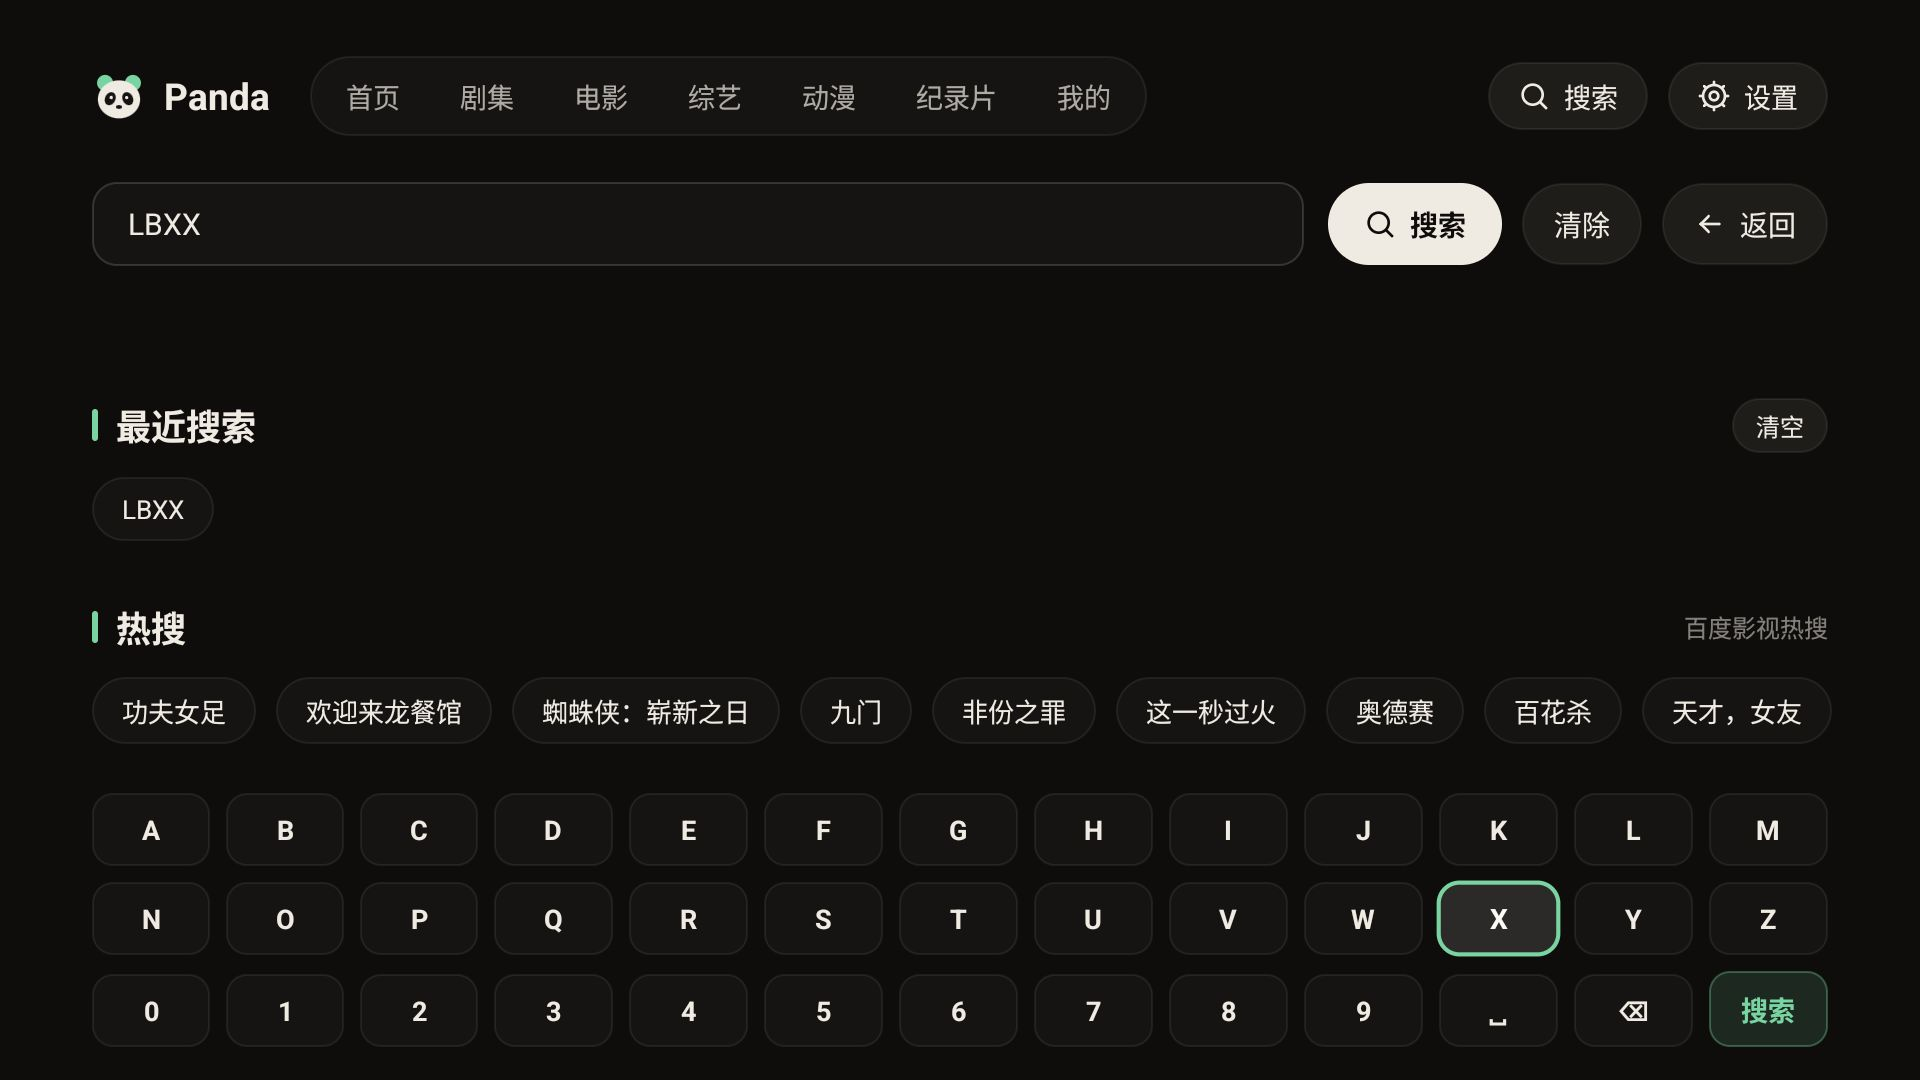 Panda 首页 剧集 电影 综艺 动漫 纪录片 我的 搜索 设置
LBXX 搜索 清除 返回
最近搜索 清空
LBXX
热搜 百度影视热搜
功夫女足 欢迎来龙餐馆 蜘蛛侠：崭新之日 九门 非份之罪 这一秒过火 奥德赛 百花杀 天才，女友
A B C D E F G H I J K L M
N O P Q R S T U V W X Y Z
0 1 2 3 4 5 6 7 8 9 搜索